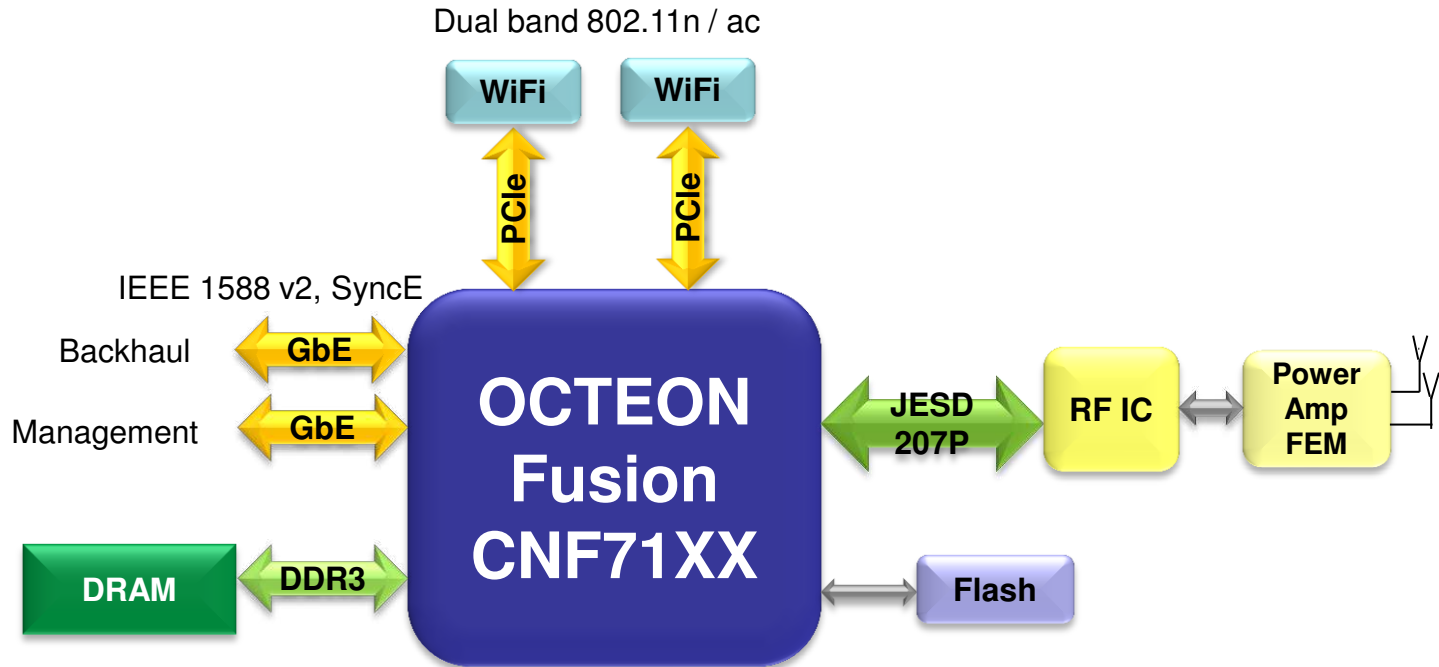 Dual band 802.11n / ac
WiFi
WiFi
PCIe
PCIe
IEEE 1588 v2, SyncE
Backhaul
GbE
Management
GbE
OCTEON
Fusion
CNF71XX
JESD
207P
RF IC
Power
Amp
FEM
DRAM
DDR3
Flash